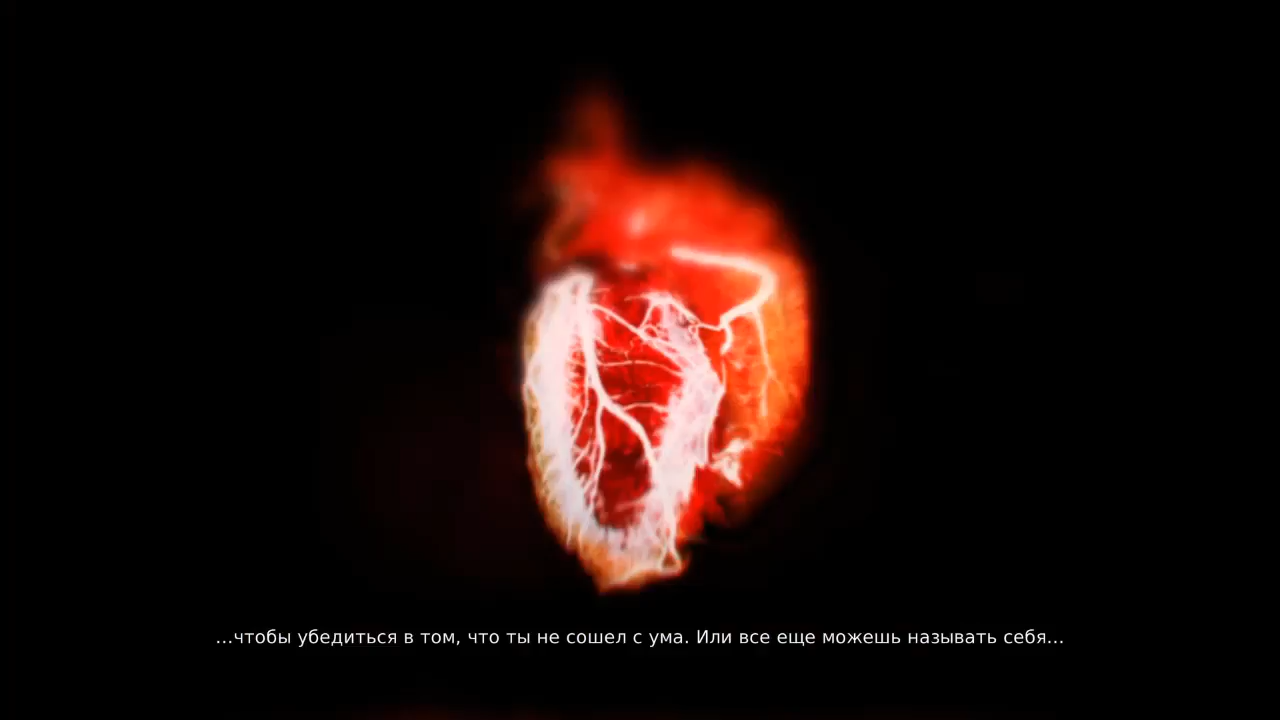 …чтобы убедиться в том, что ты не сошел с ума. Или все еще можешь называть себя…